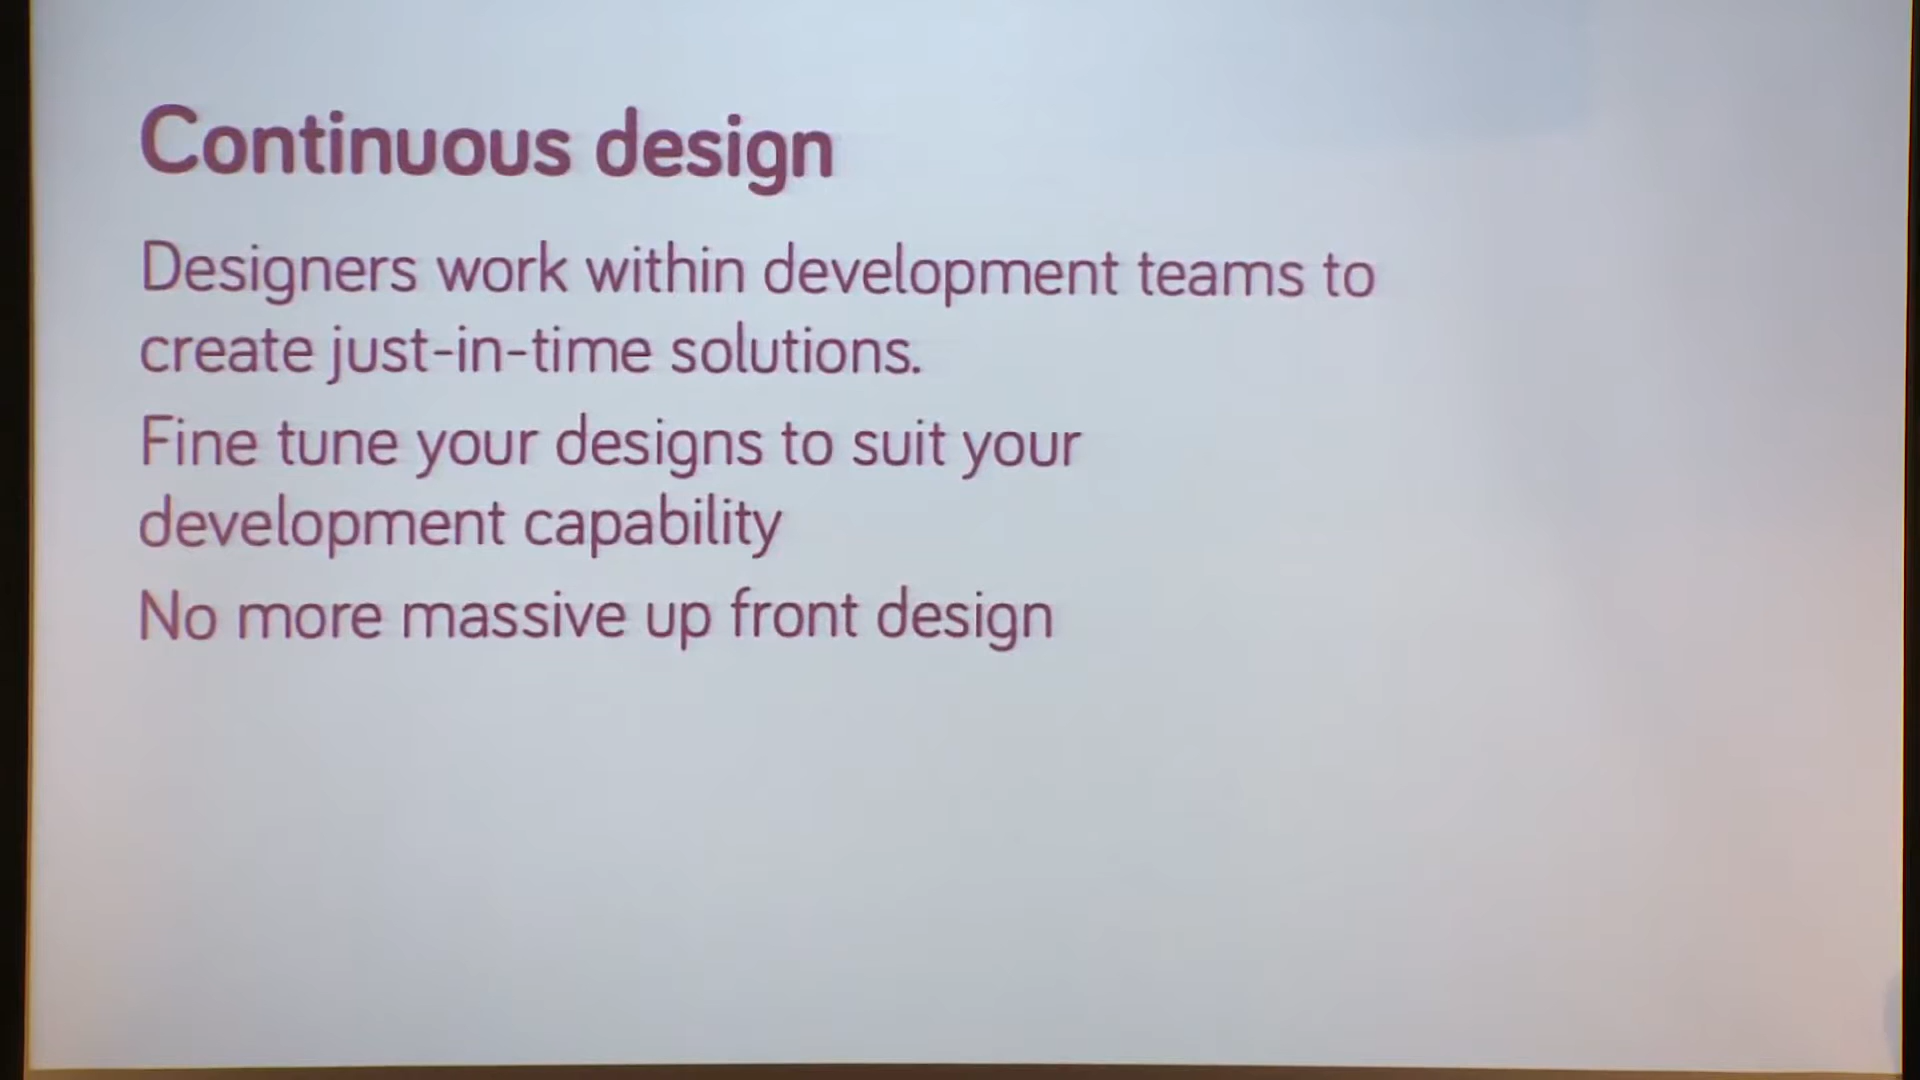 Continuous design
Designers work within development teams to
create just-in-time solutions.
Fine tune your designs to suit your
development capability
No more massive up front design